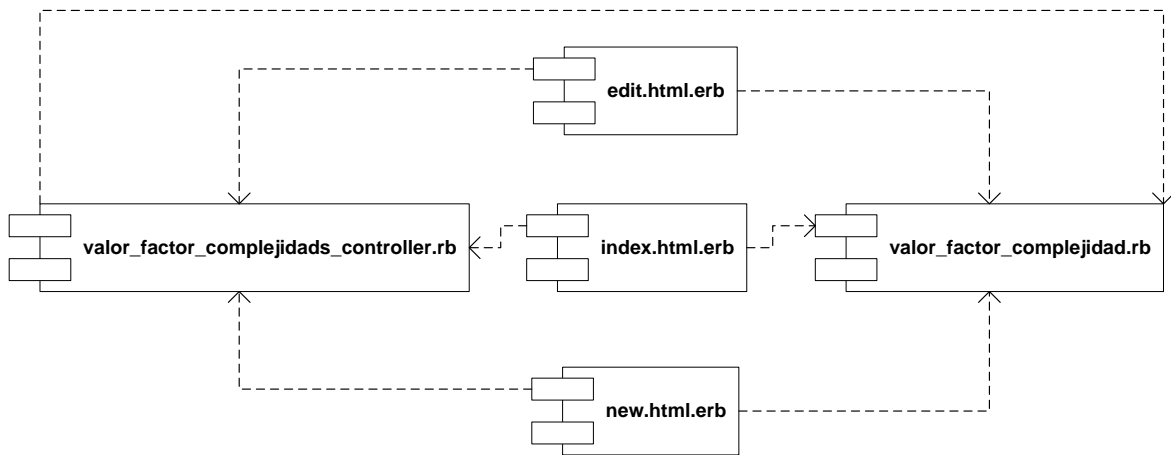 edit.html.erb
valor_factor_complejidads_controller.rb
index.html.erb
valor_factor_complejidad.rb
new.html.erb